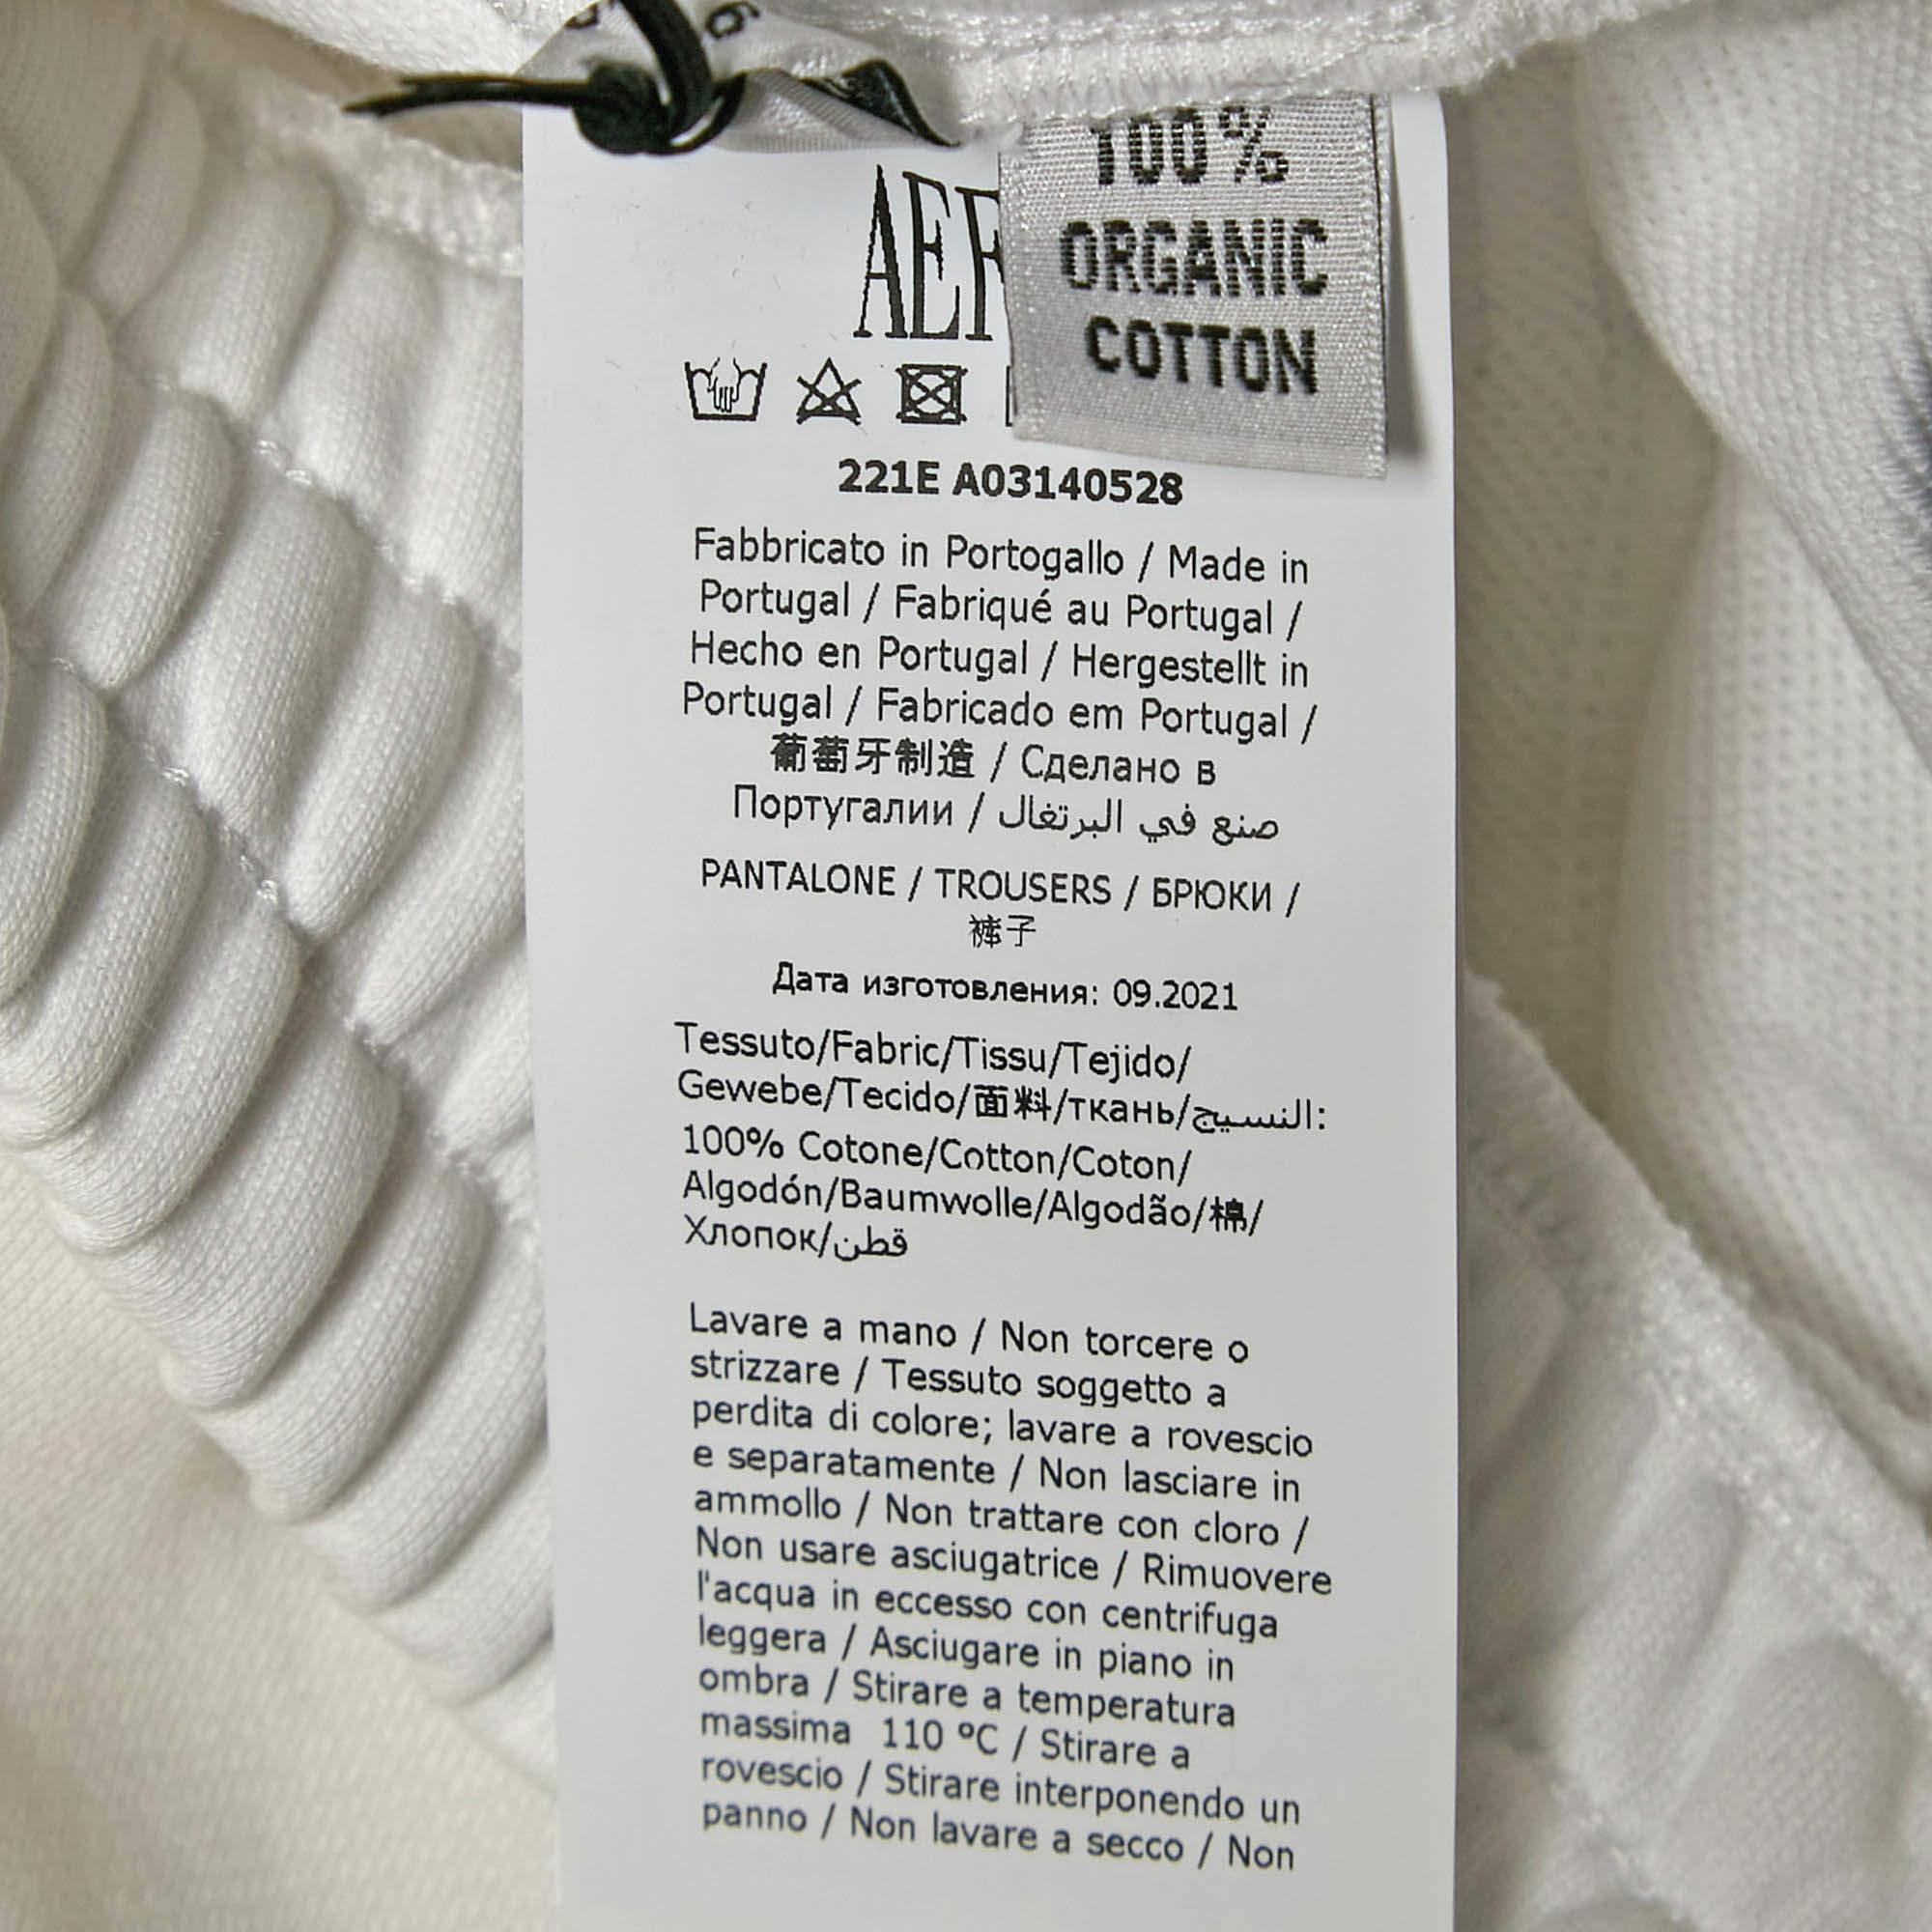 6
100%
ORGANIC
COTTON
221E A03140528
Fabbricato in Portogallo / Made in
Portugal / Fabriqué au Portugal /
Hecho en Portugal / Hergestellt in
Portugal / Fabricado em Portugal /
葡萄牙制造 / Сделано в
Португалии / صنع في البرتغال
PANTALONE / TROUSERS / БРЮКИ /
裤子
Дата изготовления: 09.2021
Tessuto/Fabric/Tissu/Tejido/
Gewebe/Tecido/面料/ткань/النسيج:
100% Cotone/Cotton/Coton/
Algodón/Baumwolle/Algodão/棉/
Хлопок/قطن
Lavare a mano / Non torcere o
strizzare / Tessuto soggetto a
perdita di colore; lavare a rovescio
e separatamente / Non lasciare in
ammollo / Non trattare con cloro /
Non usare asciugatrice / Rimuovere
l'acqua in eccesso con centrifuga
leggera / Asciugare in piano in
ombra / Stirare a temperatura
massima 110 ºC / Stirare a
rovescio / Stirare interponendo un
panno / Non lavare a secco / Non